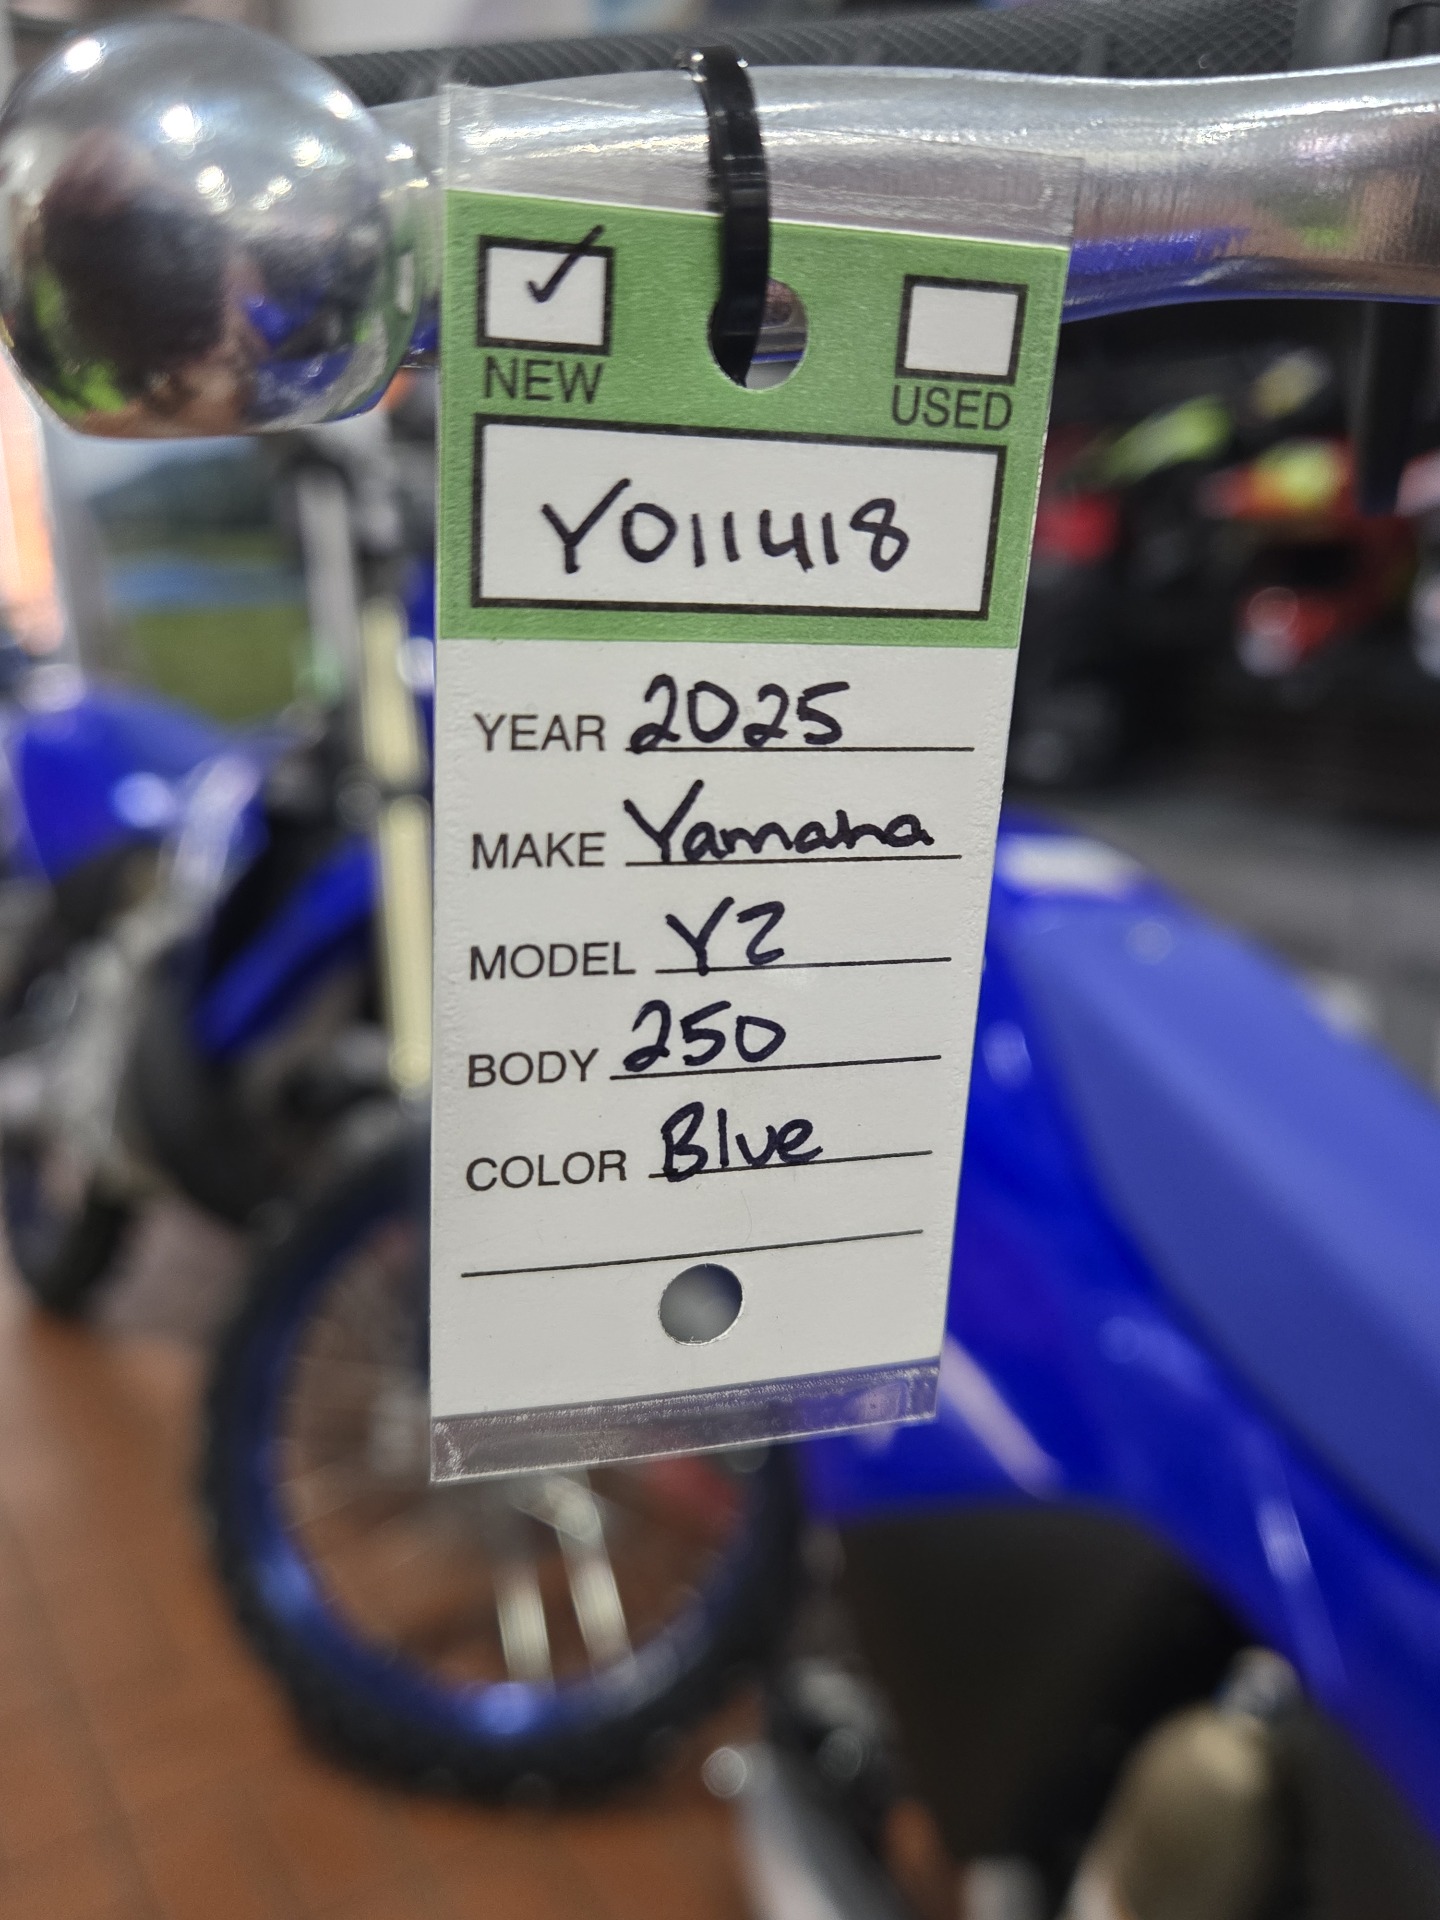 NEW USED
Y011418
YEAR 2025
MAKE Yamaha
MODEL YZ
BODY 250
COLOR Blue